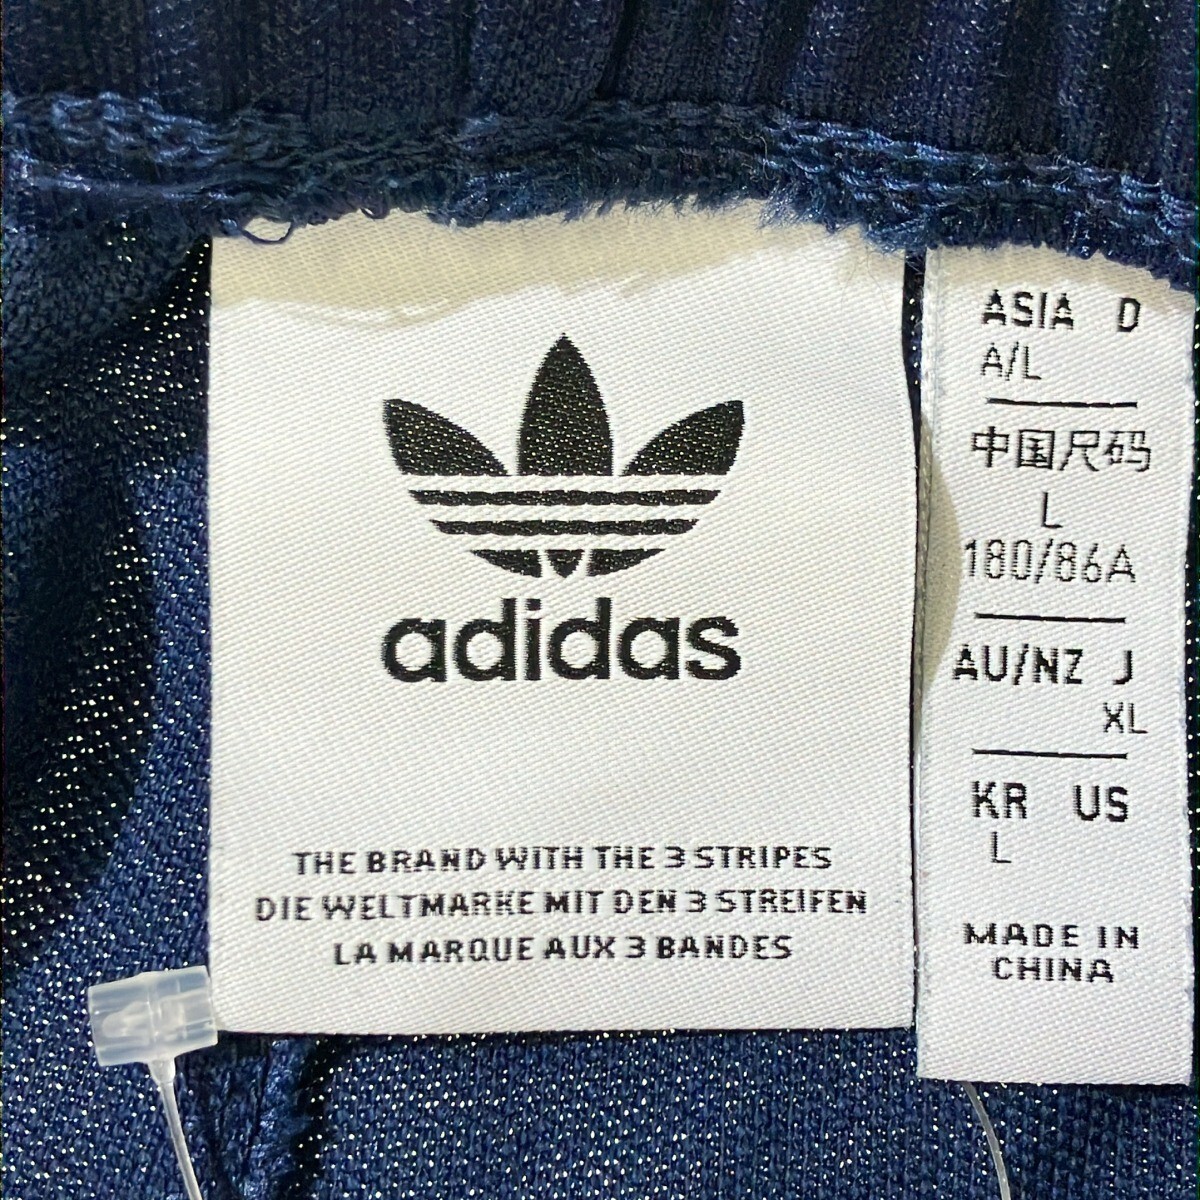 adidas
THE BRAND WITH THE 3 STRIPES
DIE WELTMARKE MIT DEN 3 STREIFEN
LA MARQUE AUX 3 BANDES
ASIA D
A/L
中国尺码
L
180/86A
AU/NZ J
XL
KR US
L
MADE IN
CHINA